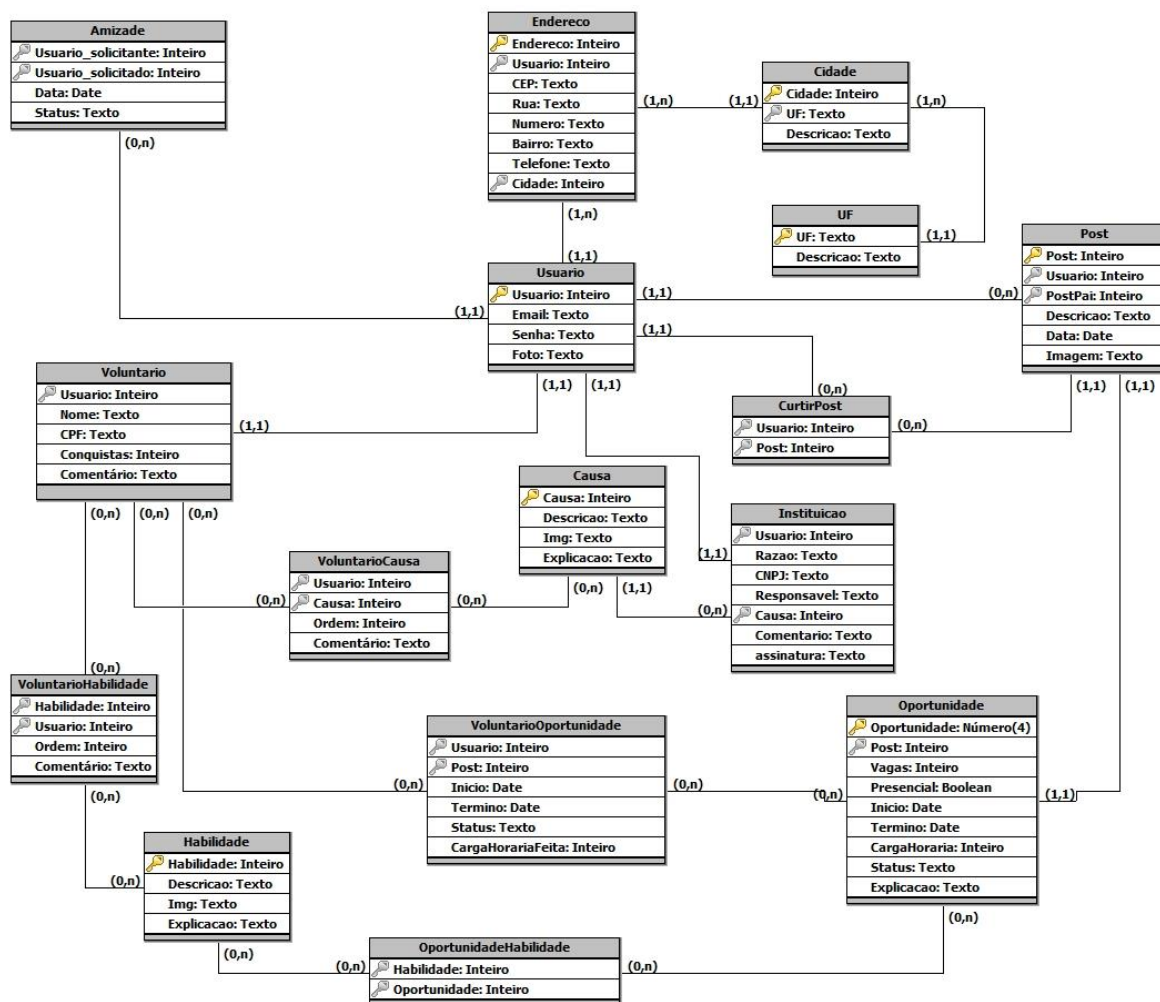 Amizade
Usuario_solicitante: Inteiro
Usuario_solicitado: Inteiro
Data: Date
Status: Texto
(0,n)
Endereco
Endereco: Inteiro
Usuario: Inteiro
CEP: Texto
Rua: Texto
Numero: Texto
Bairro: Texto
Telefone: Texto
Cidade: Inteiro
(1,n)
(1,1)
(1,n)
(1,1)
Cidade
Cidade: Inteiro
UF: Texto
Descricao: Texto
(1,n)
UF
UF: Texto
Descricao: Texto
(1,1)
Usuario
Usuario: Inteiro
Email: Texto
Senha: Texto
Foto: Texto
(1,1)
(1,1)
(0,n)
(1,1)
(1,1)
(1,1)
Post
Post: Inteiro
Usuario: Inteiro
PostPai: Inteiro
Descricao: Texto
Data: Date
Imagem: Texto
(1,1)
(1,1)
Voluntario
Usuario: Inteiro
Nome: Texto
CPF: Texto
Conquistas: Inteiro
Comentário: Texto
(1,1)
(0,n)
(0,n)
(0,n)
(0,n)
CurtirPost
Usuario: Inteiro
Post: Inteiro
(0,n)
Causa
Causa: Inteiro
Descricao: Texto
Img: Texto
Explicacao: Texto
(0,n)
(1,1)
Instituicao
Usuario: Inteiro
Razao: Texto
CNPJ: Texto
Responsavel: Texto
Causa: Inteiro
Comentario: Texto
assinatura: Texto
(1,1)
(0,n)
VoluntarioCausa
Usuario: Inteiro
Causa: Inteiro
Ordem: Inteiro
Comentário: Texto
(0,n)
(0,n)
(0,n)
VoluntarioHabilidade
Habilidade: Inteiro
Usuario: Inteiro
Ordem: Inteiro
Comentário: Texto
(0,n)
VoluntarioOportunidade
Usuario: Inteiro
Post: Inteiro
Inicio: Date
Termino: Date
Status: Texto
CargaHorariaFeita: Inteiro
(0,n)
(0,n)
(0,n)
Oportunidade
Oportunidade: Número(4)
Post: Inteiro
Vagas: Inteiro
Presencial: Boolean
Inicio: Date
Termino: Date
CargaHoraria: Inteiro
Status: Texto
Explicacao: Texto
(1,1)
(0,n)
Habilidade
Habilidade: Inteiro
Descricao: Texto
Img: Texto
Explicacao: Texto
(0,n)
(0,n)
OportunidadeHabilidade
Habilidade: Inteiro
Oportunidade: Inteiro
(0,n)
(0,n)